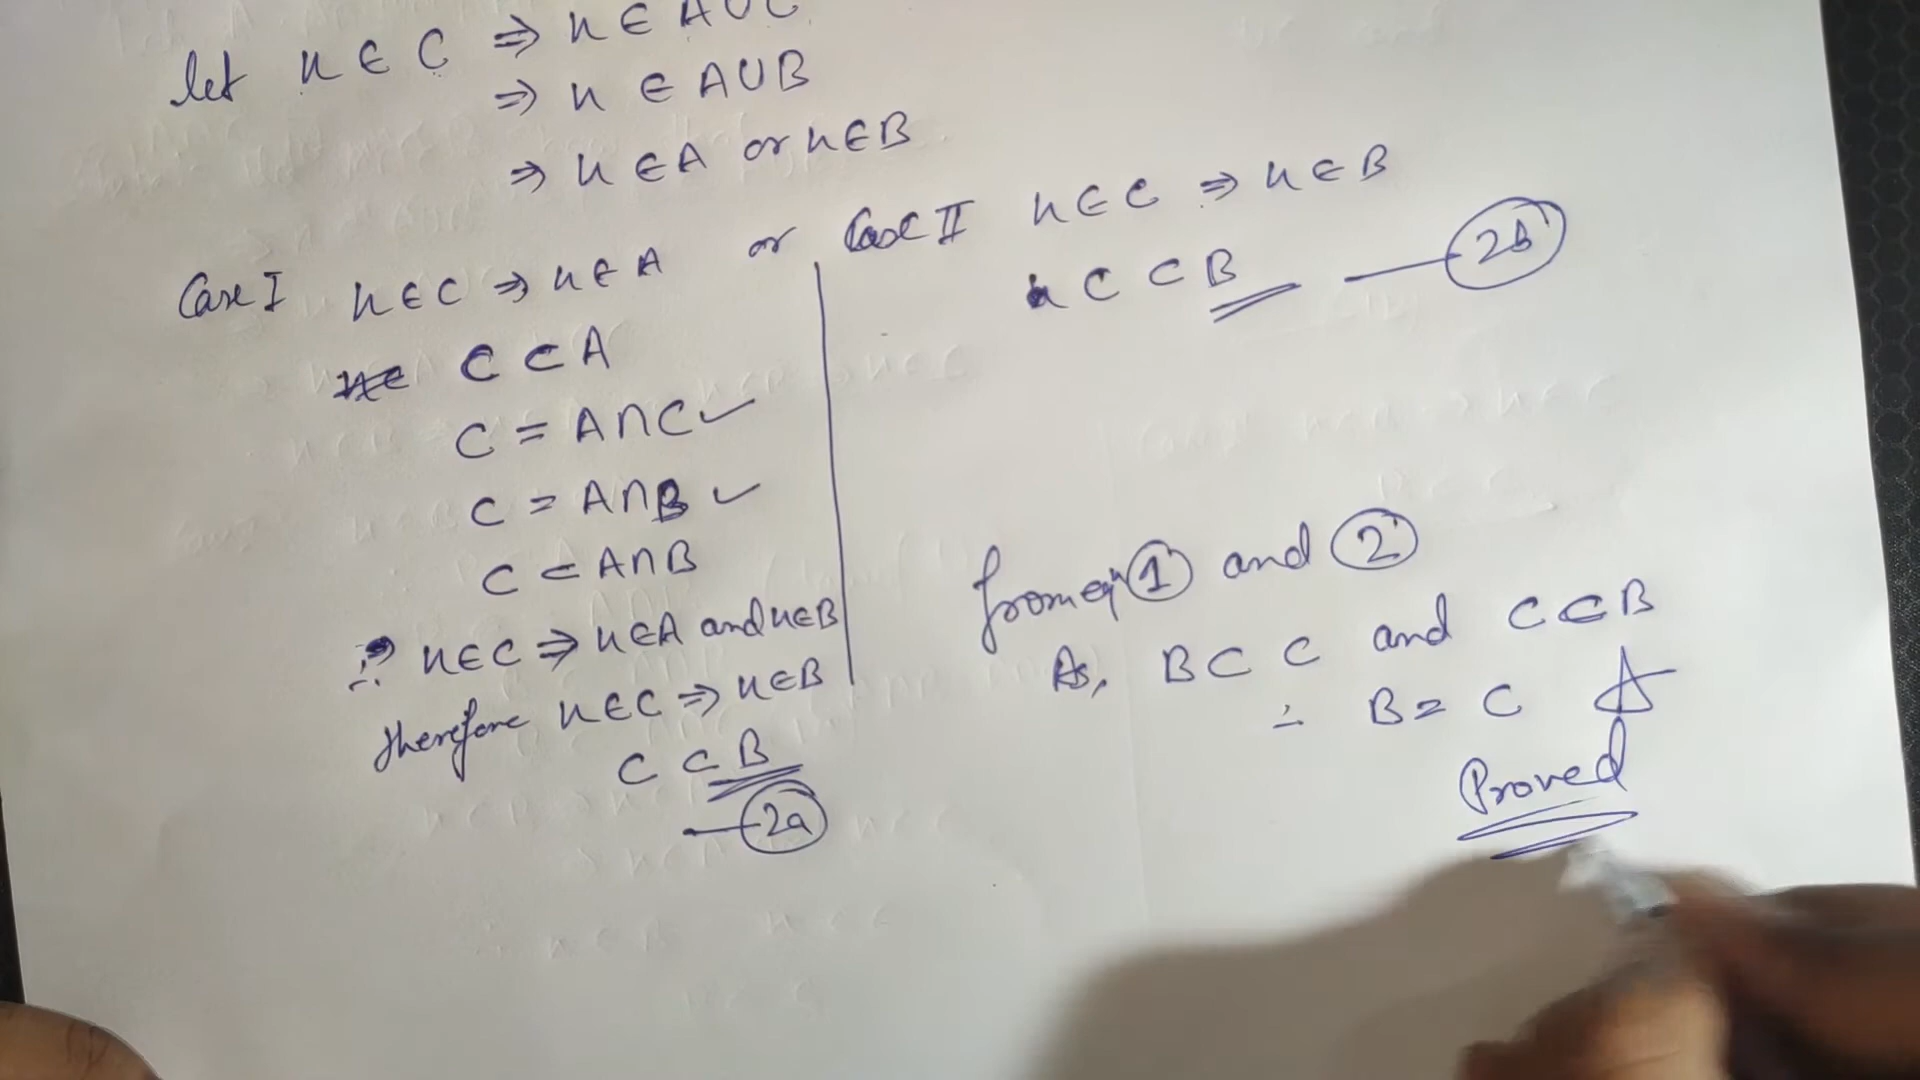 let x ∈ C ⇒ x ∈ A∪C
⇒ x ∈ A∪B
⇒ x ∈ A or x ∈ B
Case I x ∈ C ⇒ x ∈ A or Case II x ∈ C ⇒ x ∈ B
C ⊂ A
C = A∩C ✓
C = A∩B ✓
C ⊂ A∩B
∴ x ∈ C ⇒ x ∈ A and x ∈ B
therefore x ∈ C ⇒ x ∈ B
C ⊂ B
— 2a
C ⊂ B — 2b
from eqⁿ 1 and 2
As, B ⊂ C and C ⊂ B
∴ B = C
Proved